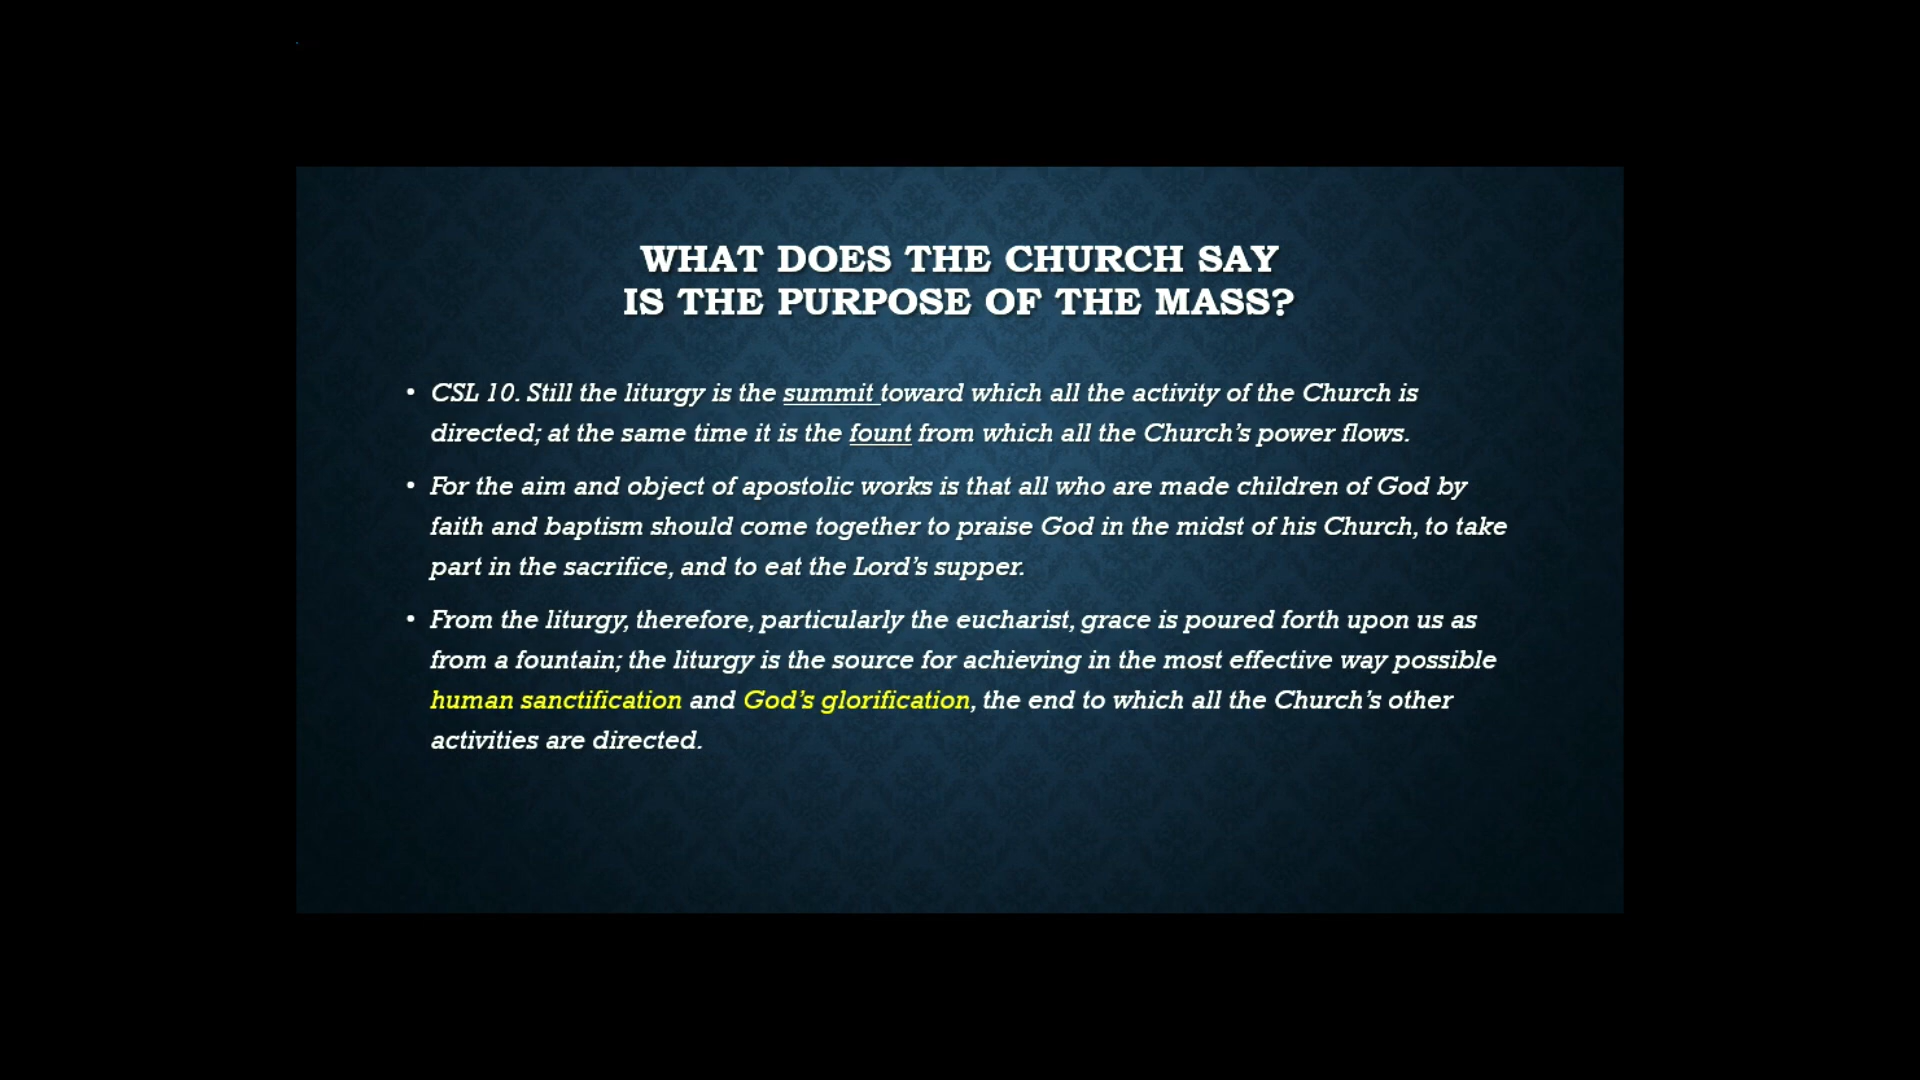 WHAT DOES THE CHURCH SAY
IS THE PURPOSE OF THE MASS?
• CSL 10. Still the liturgy is the summit toward which all the activity of the Church is
directed; at the same time it is the fount from which all the Church’s power flows.
• For the aim and object of apostolic works is that all who are made children of God by
faith and baptism should come together to praise God in the midst of his Church, to take
part in the sacrifice, and to eat the Lord’s supper.
• From the liturgy, therefore, particularly the eucharist, grace is poured forth upon us as
from a fountain; the liturgy is the source for achieving in the most effective way possible
human sanctification and God’s glorification, the end to which all the Church’s other
activities are directed.